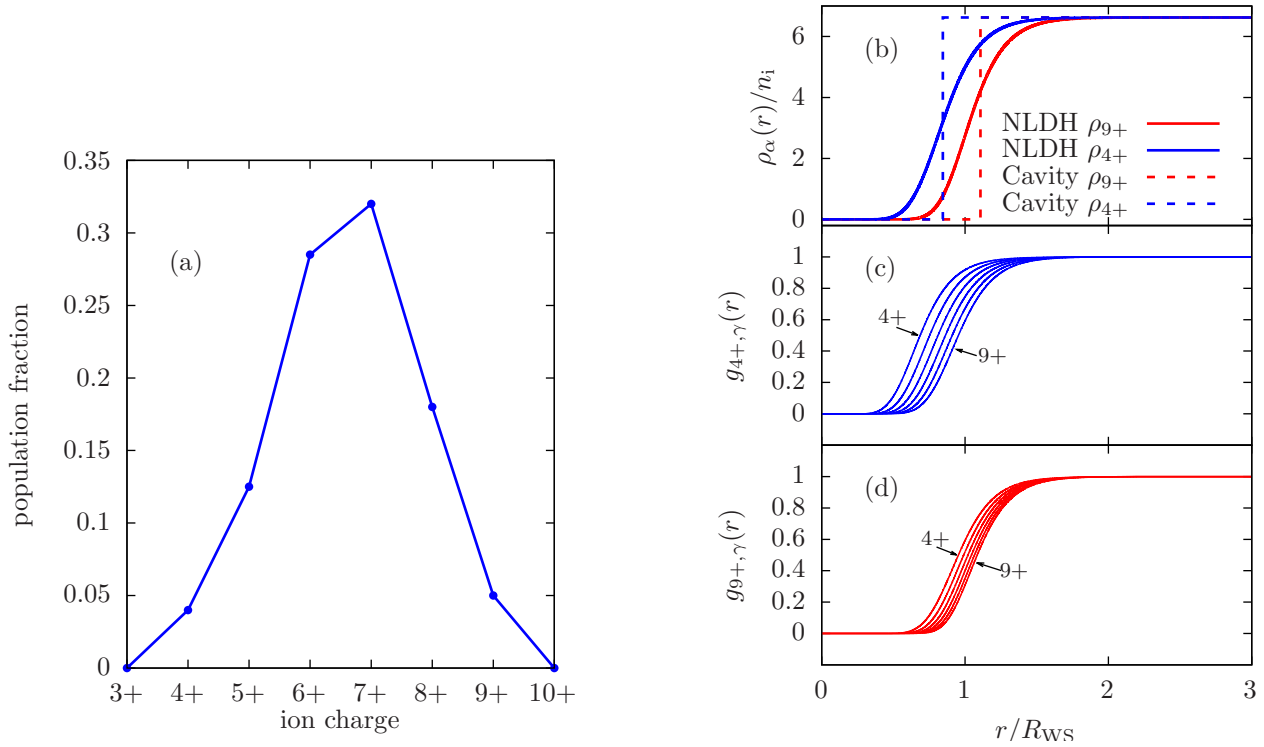 0.35
0.3
0.25
0.2
0.15
0.1
0.05
0
population fraction
(a)
3+ 4+ 5+ 6+ 7+ 8+ 9+ 10+
ion charge
6
4
2
0
ρα(r)/nᵢ
(b)
NLDH ρ₉₊
NLDH ρ₄₊
Cavity ρ₉₊
Cavity ρ₄₊
1
0.8
0.6
0.4
0.2
0
g₄₊,γ(r)
(c)
4+
9+
1
0.8
0.6
0.4
0.2
0
g₉₊,γ(r)
(d)
4+
9+
0 1 2 3
r/R_WS